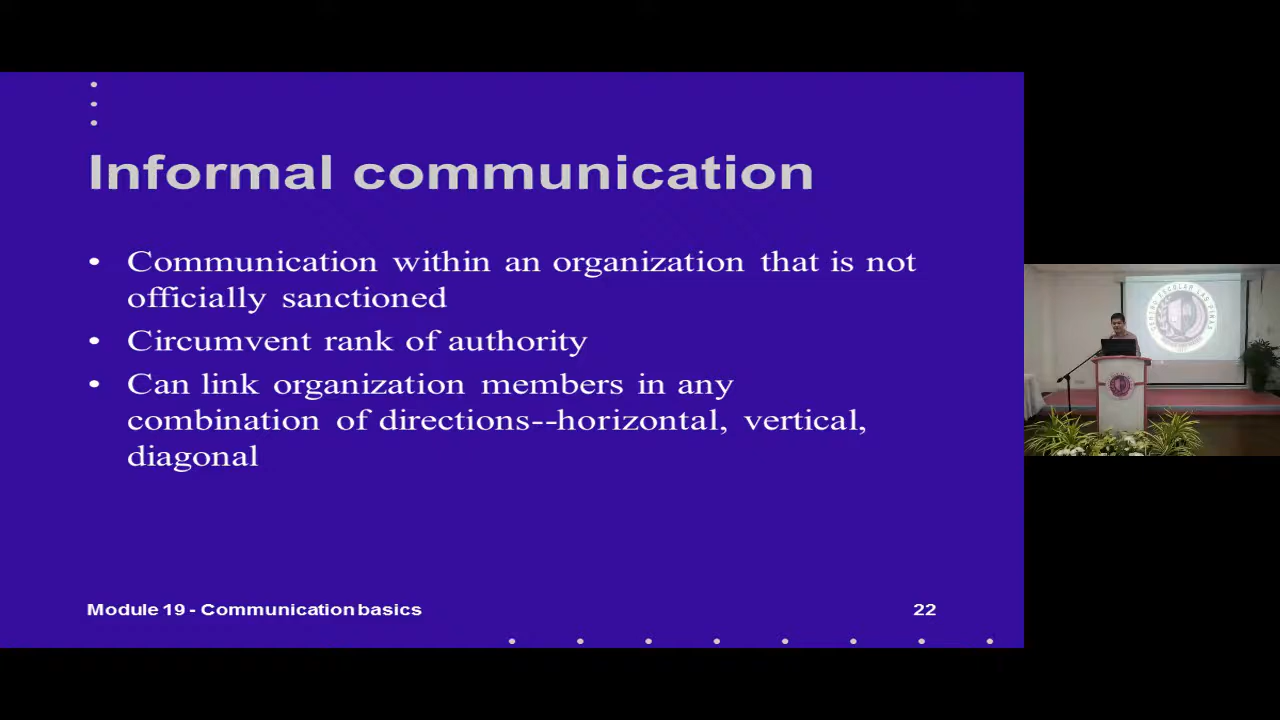 Informal communication
• Communication within an organization that is not
officially sanctioned
• Circumvent rank of authority
• Can link organization members in any
combination of directions--horizontal, vertical,
diagonal
Module 19 - Communication basics
22